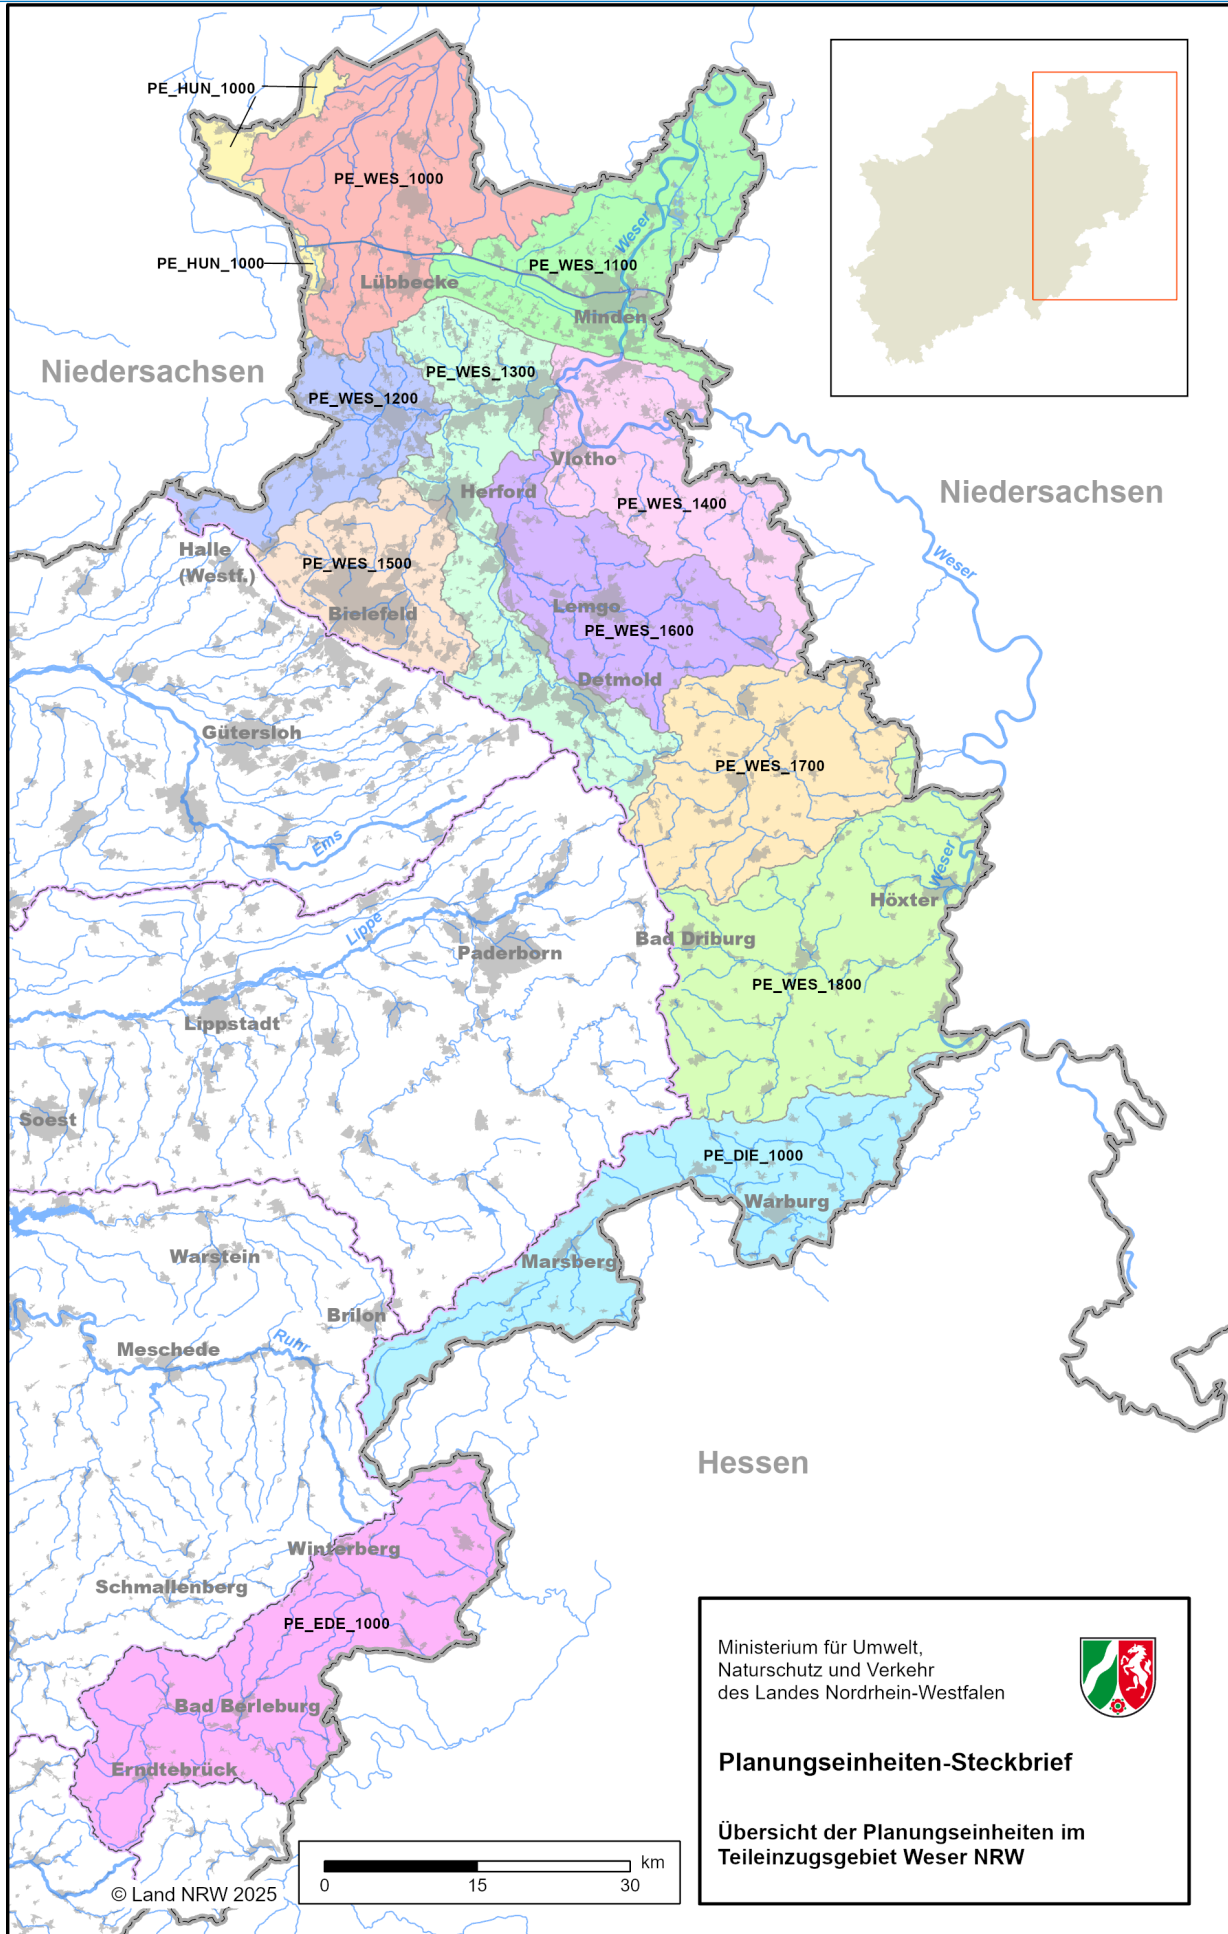 PE_HUN_1000
PE_WES_1000
Weser
PE_HUN_1000
PE_WES_1100
Lübbecke
Minden
Niedersachsen
PE_WES_1300
PE_WES_1200
Vlotho
Herford
Niedersachsen
PE_WES_1400
Halle
(Westf.)
PE_WES_1500
Weser
Bielefeld
Lemgo
PE_WES_1600
Detmold
Gütersloh
PE_WES_1700
Ems
Weser
Höxter
Lippe
Bad Driburg
Paderborn
PE_WES_1800
Lippstadt
Soest
PE_DIE_1000
Warburg
Warstein
Marsberg
Brilon
Ruhr
Meschede
Hessen
Winterberg
Schmallenberg
PE_EDE_1000
Bad Berleburg
Erndtebrück
Ministerium für Umwelt,
Naturschutz und Verkehr
des Landes Nordrhein-Westfalen
Planungseinheiten-Steckbrief
Übersicht der Planungseinheiten im
Teileinzugsgebiet Weser NRW
km
0 15 30
© Land NRW 2025